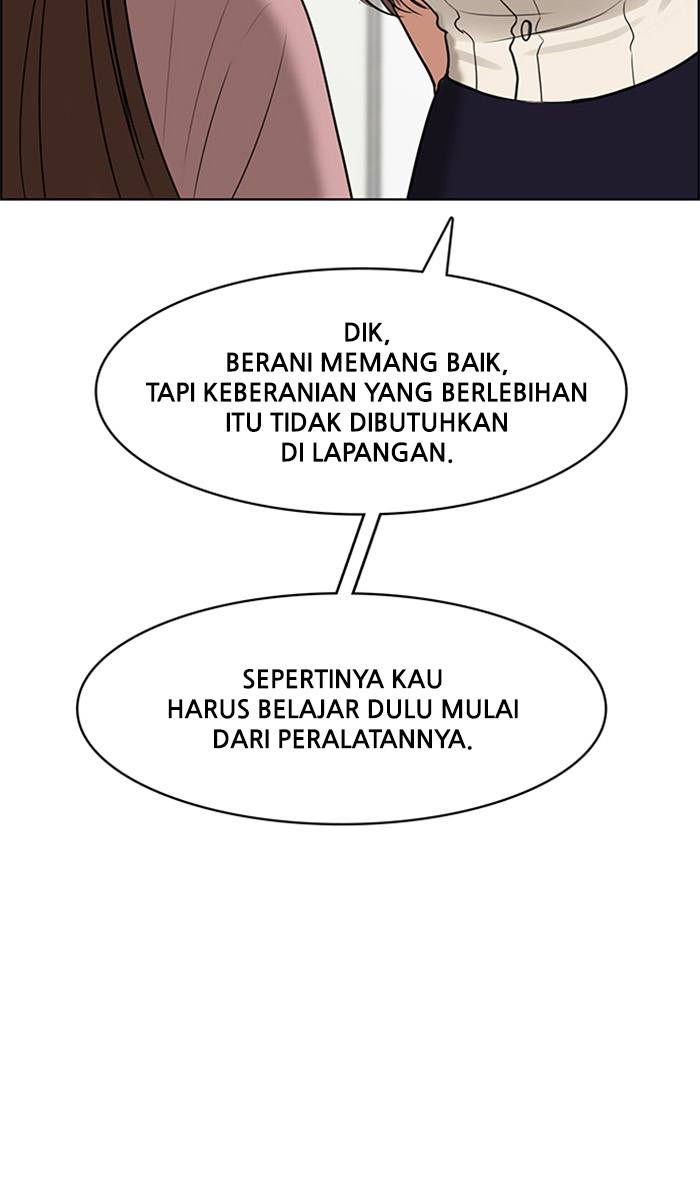 DIK,
BERANI MEMANG BAIK,
TAPI KEBERANIAN YANG BERLEBIHAN
ITU TIDAK DIBUTUHKAN
DI LAPANGAN.
SEPERTINYA KAU
HARUS BELAJAR DULU MULAI
DARI PERALATANNYA.